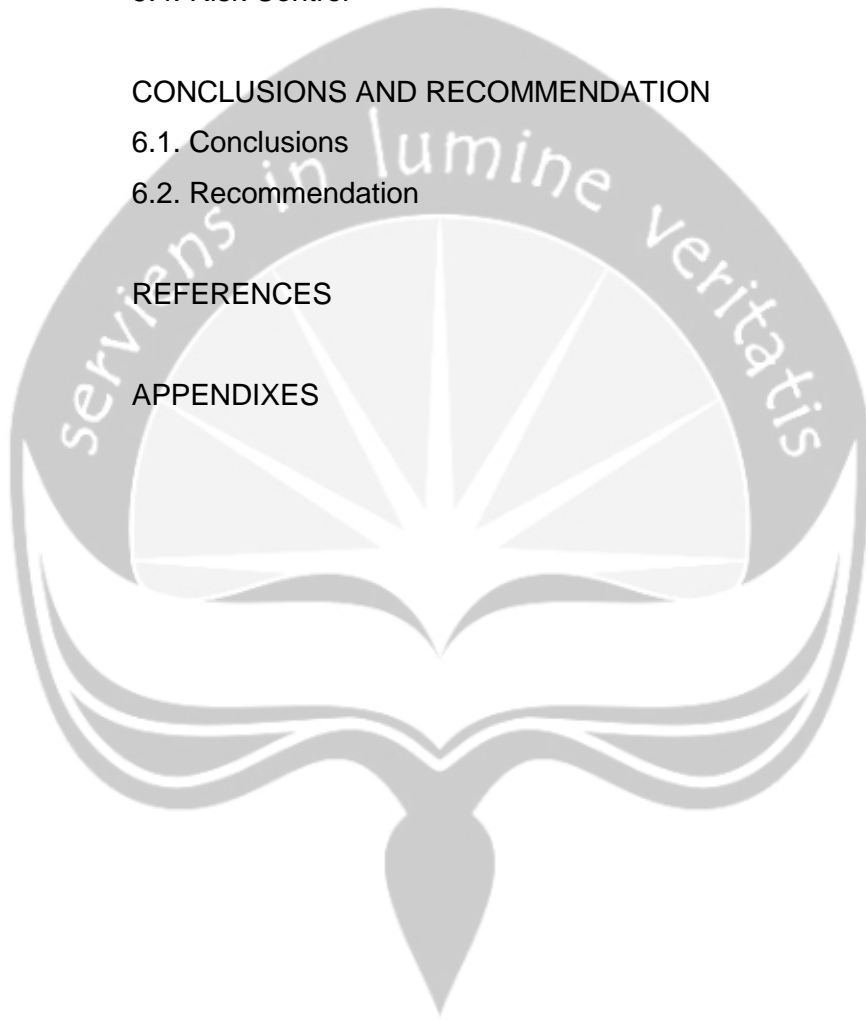 CONCLUSIONS AND RECOMMENDATION
6.1. Conclusions
6.2. Recommendation
REFERENCES
APPENDIXES
serviens in lumine veritatis